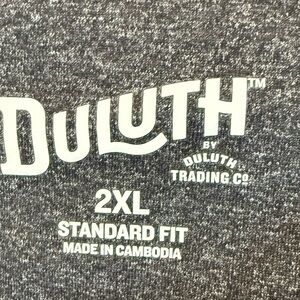 DULUTH™
BY
DULUTH
TRADING Co
2XL
STANDARD FIT
MADE IN CAMBODIA